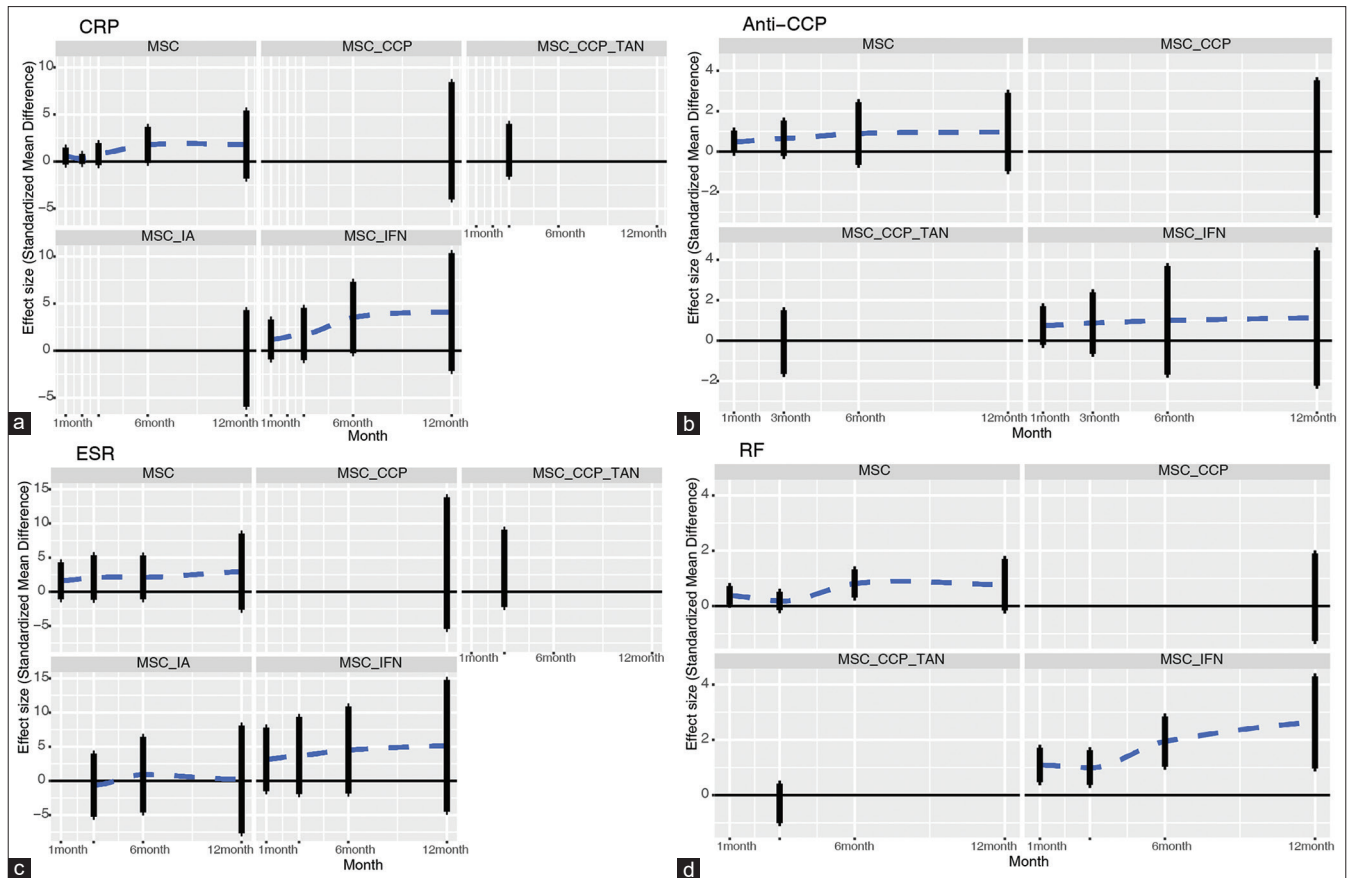 CRP
MSC MSC_CCP MSC_CCP_TAN
10
5
0
−5
1month 6month 12month
MSC_IA MSC_IFN
10
5
0
−5
1month 6month 12month 1month 6month 12month
Month
Effect size (Standardized Mean Difference)
a
Anti−CCP
MSC MSC_CCP
4
2
0
−2
MSC_CCP_TAN MSC_IFN
4
2
0
−2
1month 3month 6month 12month 1month 3month 6month 12month
Month
Effect size (Standardized Mean Difference)
b
ESR
MSC MSC_CCP MSC_CCP_TAN
15
10
5
0
−5
1month 6month 12month
MSC_IA MSC_IFN
15
10
5
0
−5
1month 6month 12month 1month 6month 12month
Month
Effect size (Standardized Mean Difference)
c
RF
MSC MSC_CCP
4
2
0
MSC_CCP_TAN MSC_IFN
4
2
0
1month 6month 12month 1month 6month 12month
Month
Effect size (Standardized Mean Difference)
d